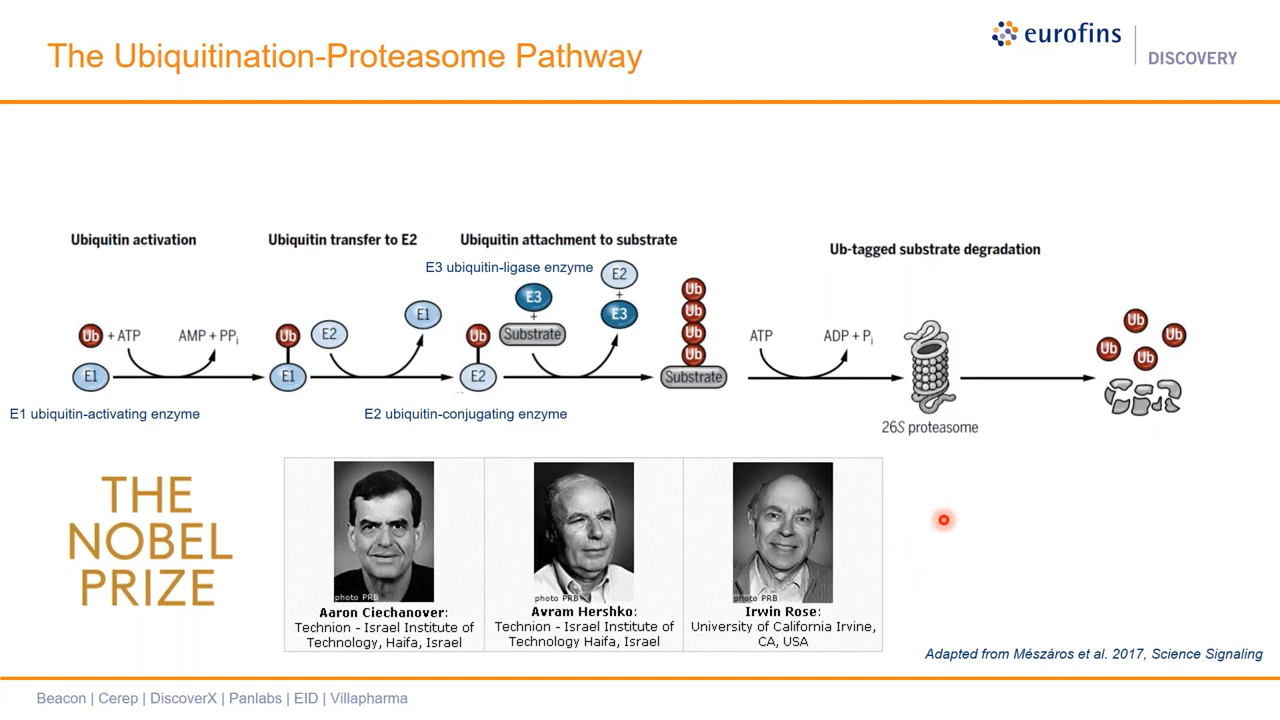 The Ubiquitination-Proteasome Pathway
eurofins
DISCOVERY
Ubiquitin activation
Ubiquitin transfer to E2
Ubiquitin attachment to substrate
Ub-tagged substrate degradation
E3 ubiquitin-ligase enzyme
E2
+
E3
+
Substrate
E3
Ub + ATP
AMP + PPi
Ub
E2
E1
Ub
Ub
Ub
Ub
Ub
ATP
ADP + Pi
Ub
Ub
Ub
Ub
E1
E1
E2
Substrate
E1 ubiquitin-activating enzyme
E2 ubiquitin-conjugating enzyme
26S proteasome
THE
NOBEL
PRIZE
photo PRB
Aaron Ciechanover:
Technion - Israel Institute of
Technology, Haifa, Israel
photo PRB
Avram Hershko:
Technion - Israel Institute of
Technology Haifa, Israel
photo PRB
Irwin Rose:
University of California Irvine,
CA, USA
Adapted from Mészáros et al. 2017, Science Signaling
Beacon | Cerep | DiscoverX | Panlabs | EID | Villapharma